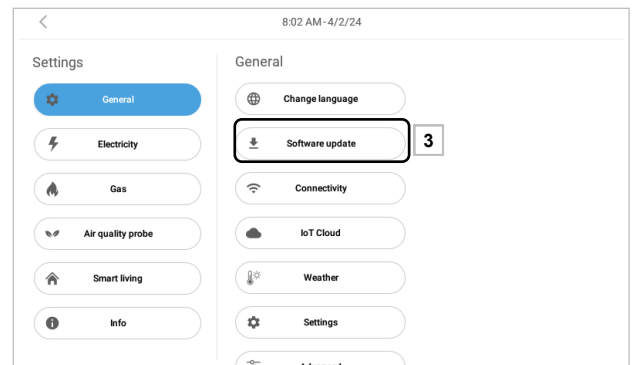 8:02 AM-4/2/24
Settings
General
Electricity
Gas
Air quality probe
Smart living
Info
General
Change language
Software update
3
Connectivity
IoT Cloud
Weather
Settings